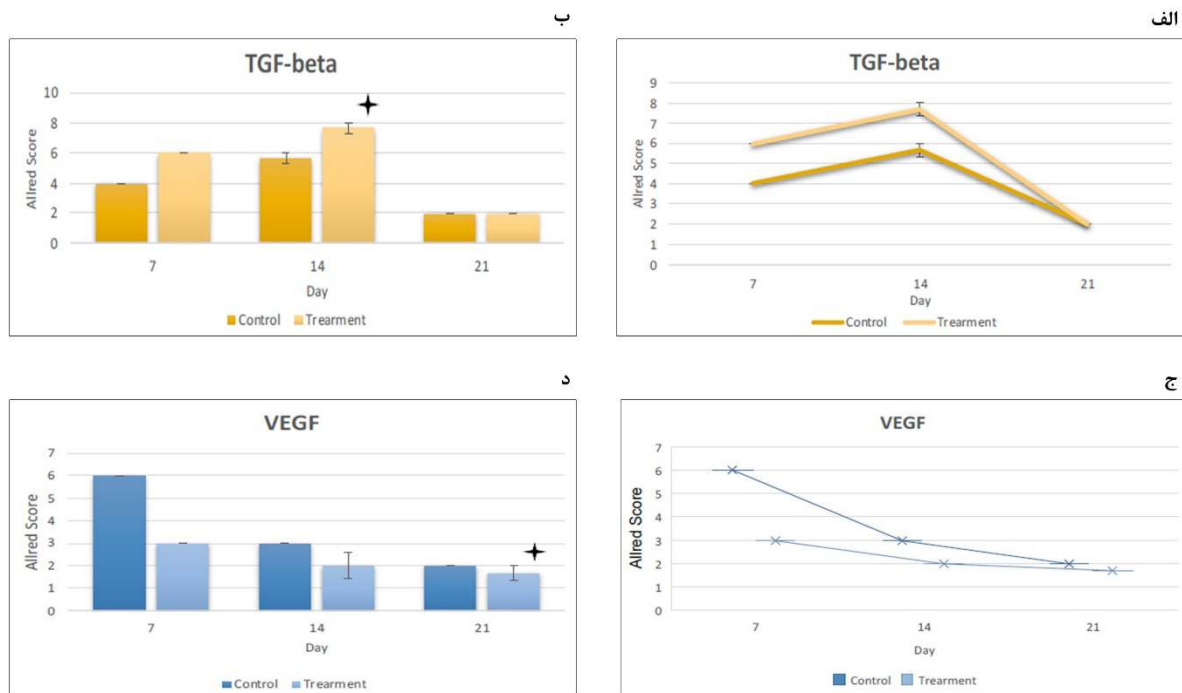 الف
TGF-beta
9
8
7
6
5
4
3
2
1
0
Allred Score
7 14 21
Day
Control Trearment
ب
TGF-beta
10
8
6
4
2
0
Allred Score
7 14 21
Day
Control Trearment
ج
VEGF
7
6
5
4
3
2
1
0
Allred Score
7 14 21
Day
Control Trearment
د
VEGF
7
6
5
4
3
2
1
0
Allred Score
7 14 21
Day
Control Trearment